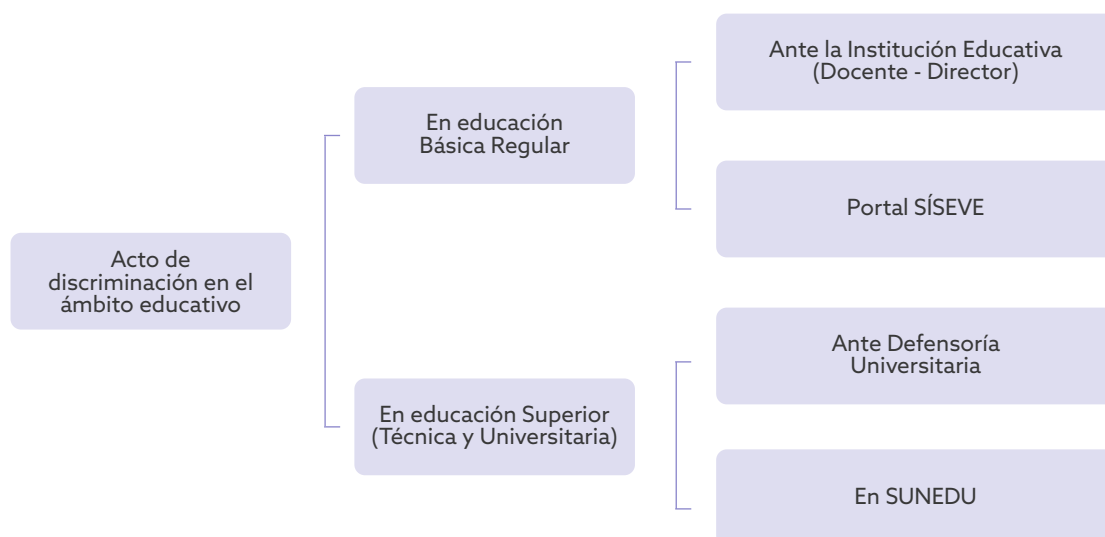 Acto de
discriminación en el
ámbito educativo
En educación
Básica Regular
Ante la Institución Educativa
(Docente - Director)
Portal SÍSEVE
En educación Superior
(Técnica y Universitaria)
Ante Defensoría
Universitaria
En SUNEDU